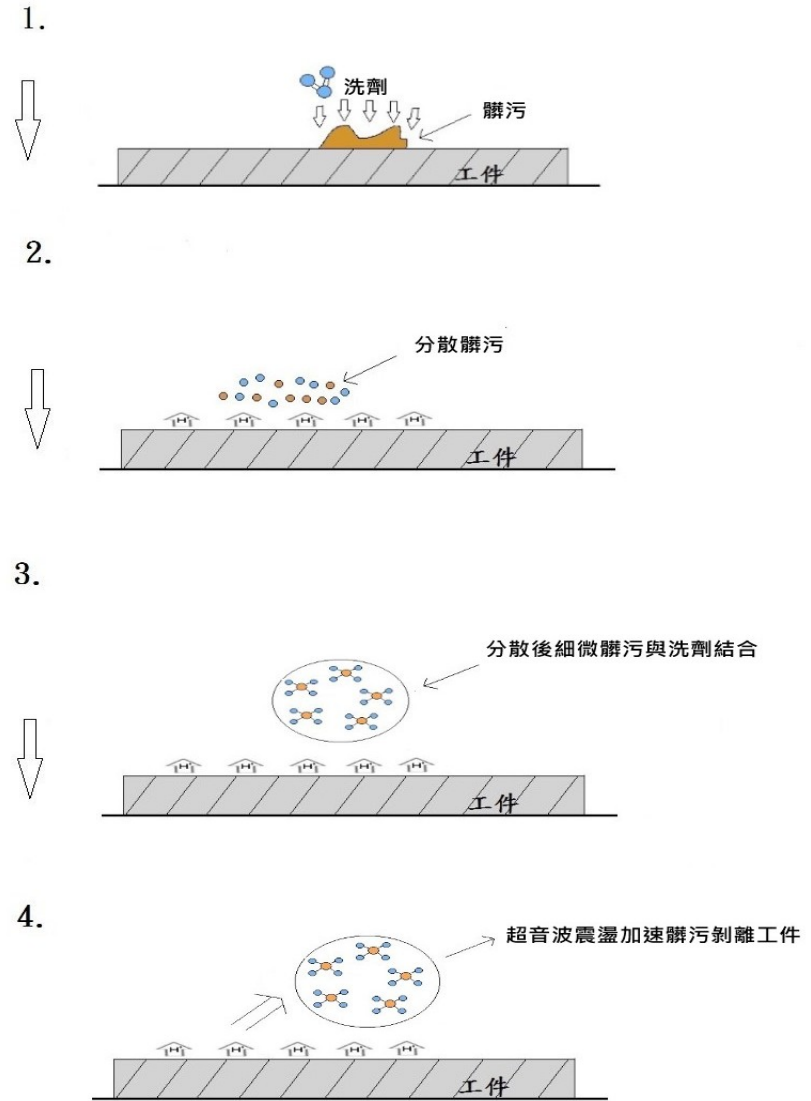 1.
洗劑
髒污
工件
2.
分散髒污
H⁺ H⁺ H⁺ H⁺ H⁺
工件
3.
分散後細微髒污與洗劑結合
H⁺ H⁺ H⁺ H⁺ H⁺
工件
4.
超音波震盪加速髒污剝離工件
H⁺ H⁺ H⁺ H⁺ H⁺
工件